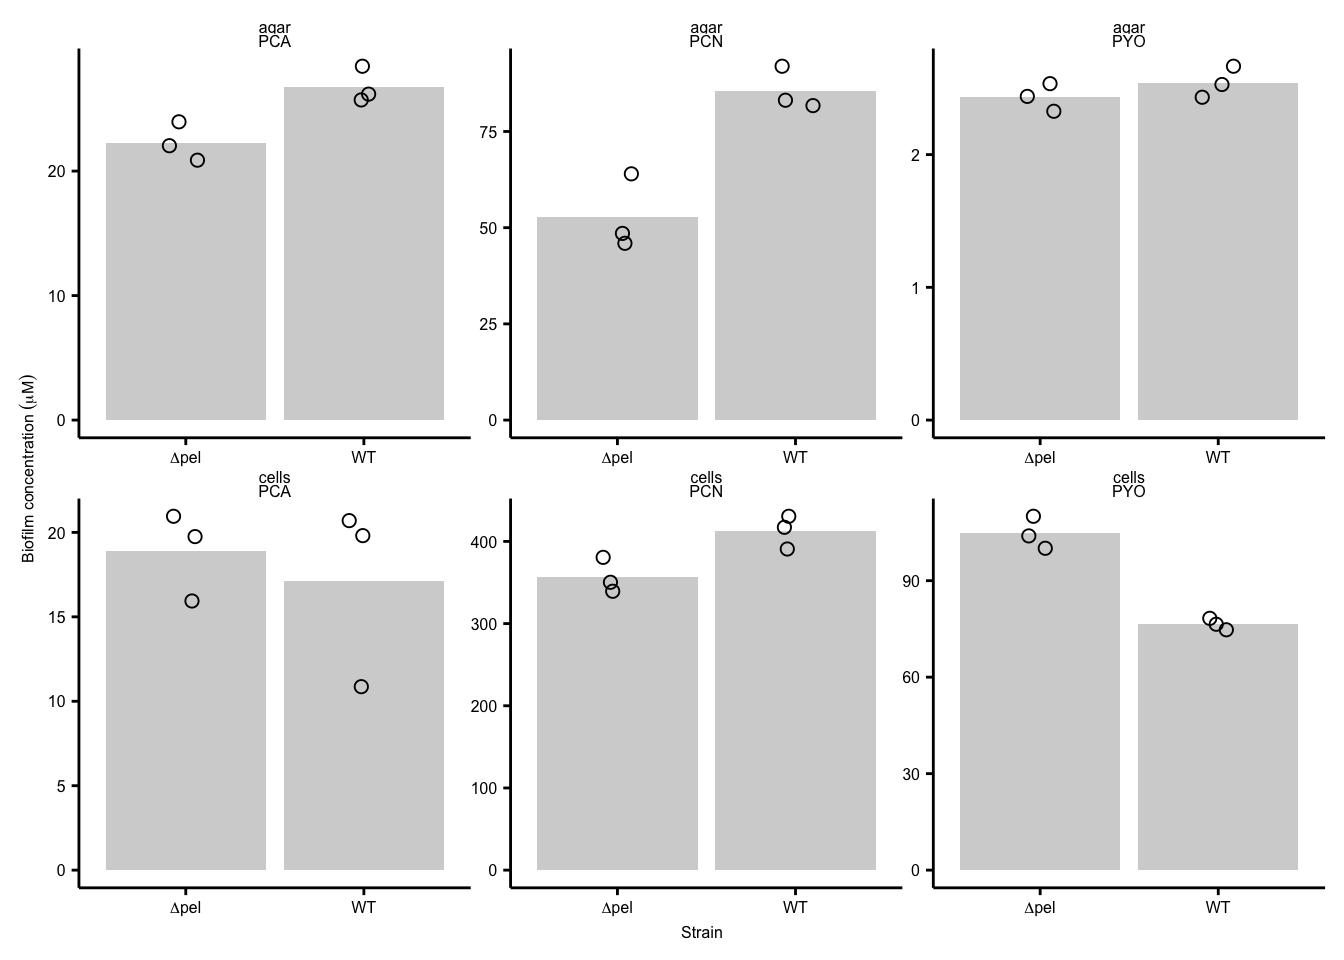 agar
PCA
agar
PCN
agar
PYO
20
10
0
75
50
25
0
2
1
0
Δpel
WT
Δpel
WT
Δpel
WT
Biofilm concentration (μM)
cells
PCA
cells
PCN
cells
PYO
20
15
10
5
0
400
300
200
100
0
90
60
30
0
Δpel
WT
Δpel
WT
Δpel
WT
Strain